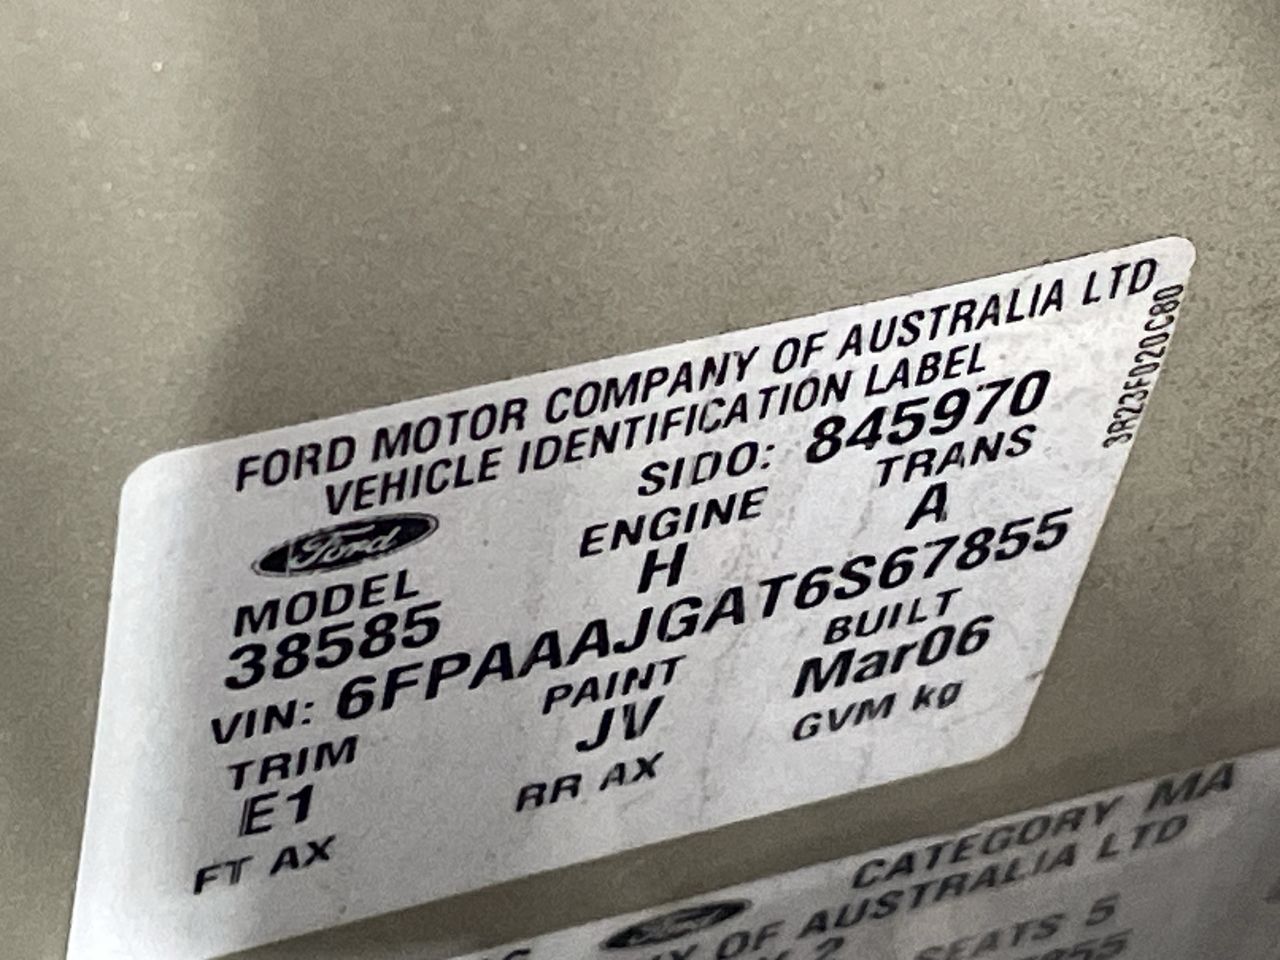 FORD MOTOR COMPANY OF AUSTRALIA LTD
VEHICLE IDENTIFICATION LABEL
3R23F020C80
Ford
SIDO: 845970
MODEL ENGINE TRANS
38585 H A
VIN: 6FPAAAJGAT6S67855
TRIM PAINT BUILT
E1 JV Mar06
FT AX RR AX GVM kg
CATEGORY MA
Ford
OF AUSTRALIA LTD
2 SEATS 5